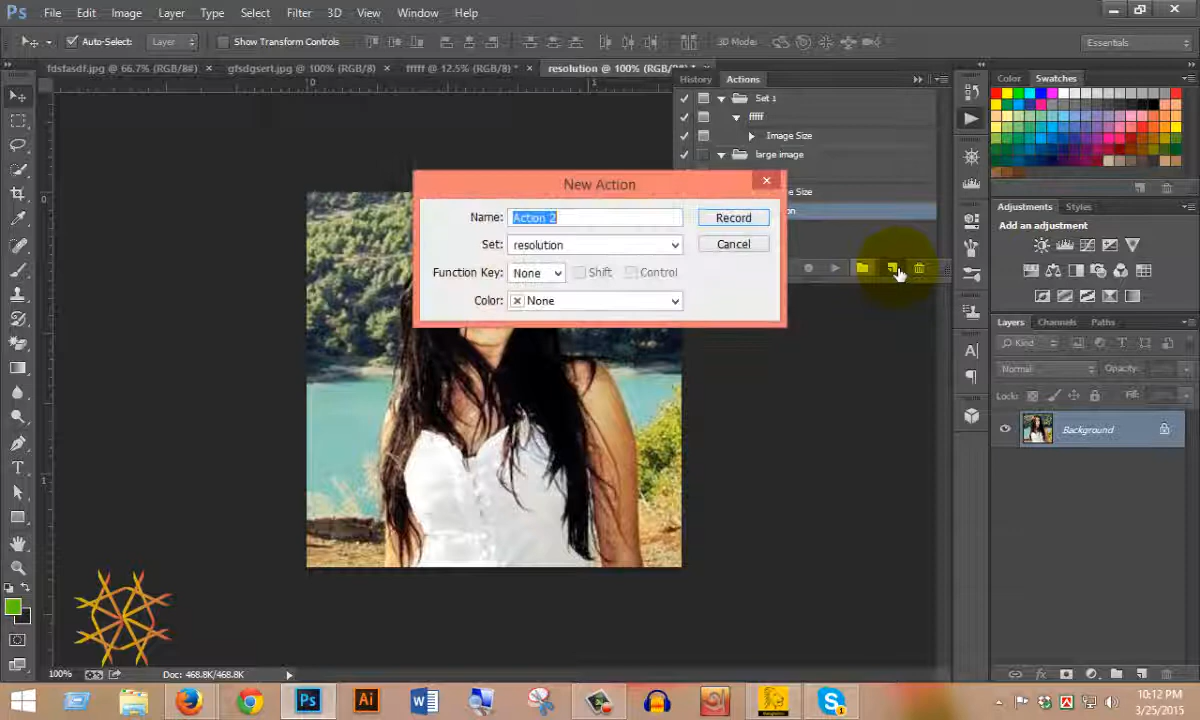 Ps File Edit Image Layer Type Select Filter 3D View Window Help
Auto-Select: Layer Show Transform Controls 3D Mode: Essentials
fdsfasdf.jpg @ 66.7% (RGB/8#) × gfsdgsert.jpg @ 100% (RGB/8) × fffff @ 12.5% (RGB/8) * × resolution @ 100% (RGB/8#) * ×
History Actions
Set 1
fffff
Image Size
large image
New Action
Name: Action 2 Record
Set: resolution Cancel
Function Key: None Shift Control
Color: None
Color Swatches
Adjustments Styles
Add an adjustment
Layers Channels Paths
Kind
Normal Opacity:
Lock: Fill:
Background
100% Doc: 468.8K/468.8K
Ps Ai
10:12 PM
3/25/2015